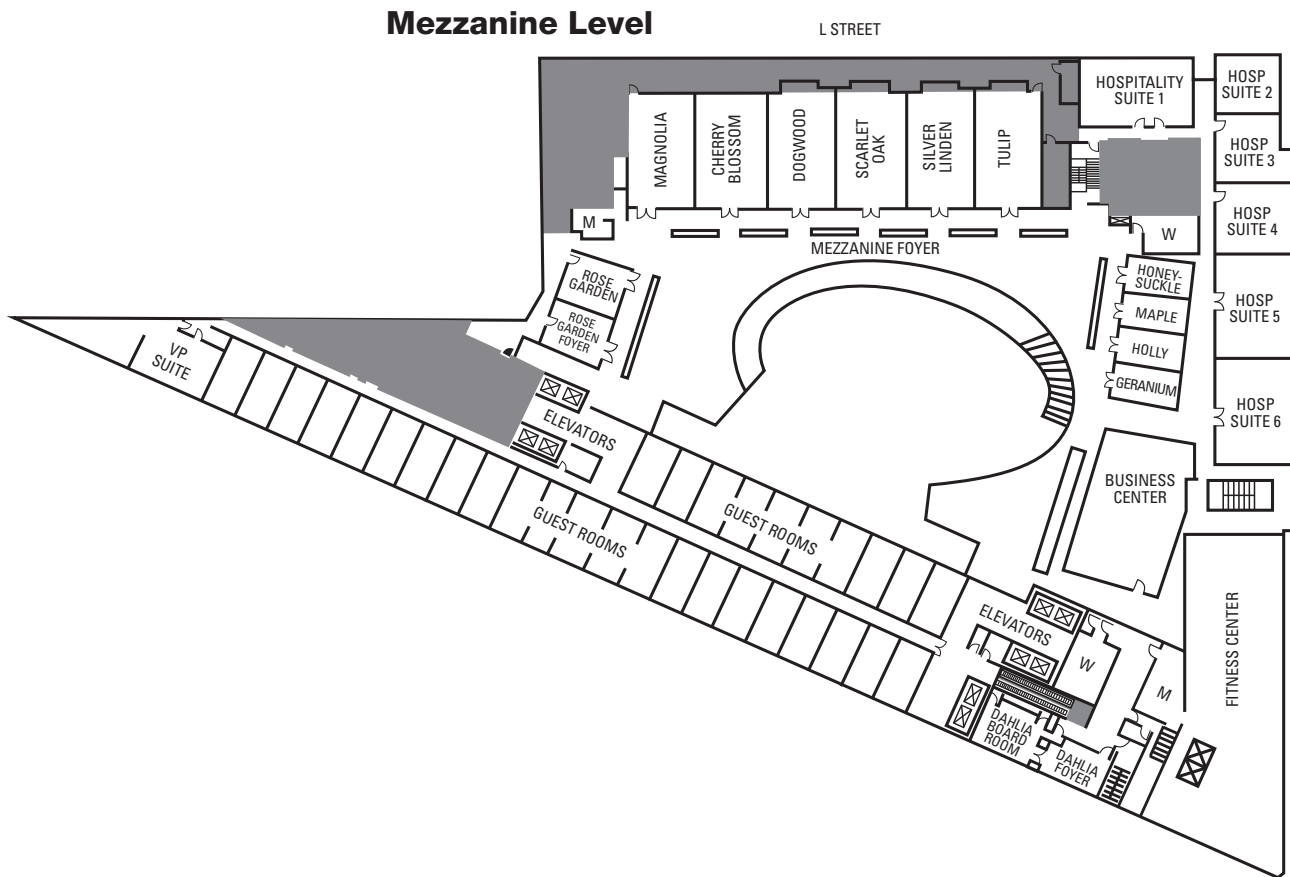 Mezzanine Level
L STREET
HOSPITALITY
SUITE 1
HOSP
SUITE 2
HOSP
SUITE 3
HOSP
SUITE 4
HOSP
SUITE 5
HOSP
SUITE 6
MAGNOLIA
CHERRY
BLOSSOM
DOGWOOD
SCARLET
OAK
SILVER
LINDEN
TULIP
M
W
MEZZANINE FOYER
ROSE
GARDEN
ROSE
GARDEN
FOYER
HONEY-
SUCKLE
MAPLE
HOLLY
GERANIUM
VP
SUITE
ELEVATORS
GUEST ROOMS
GUEST ROOMS
BUSINESS
CENTER
ELEVATORS
W
M
FITNESS CENTER
DAHLIA
BOARD
ROOM
DAHLIA
FOYER